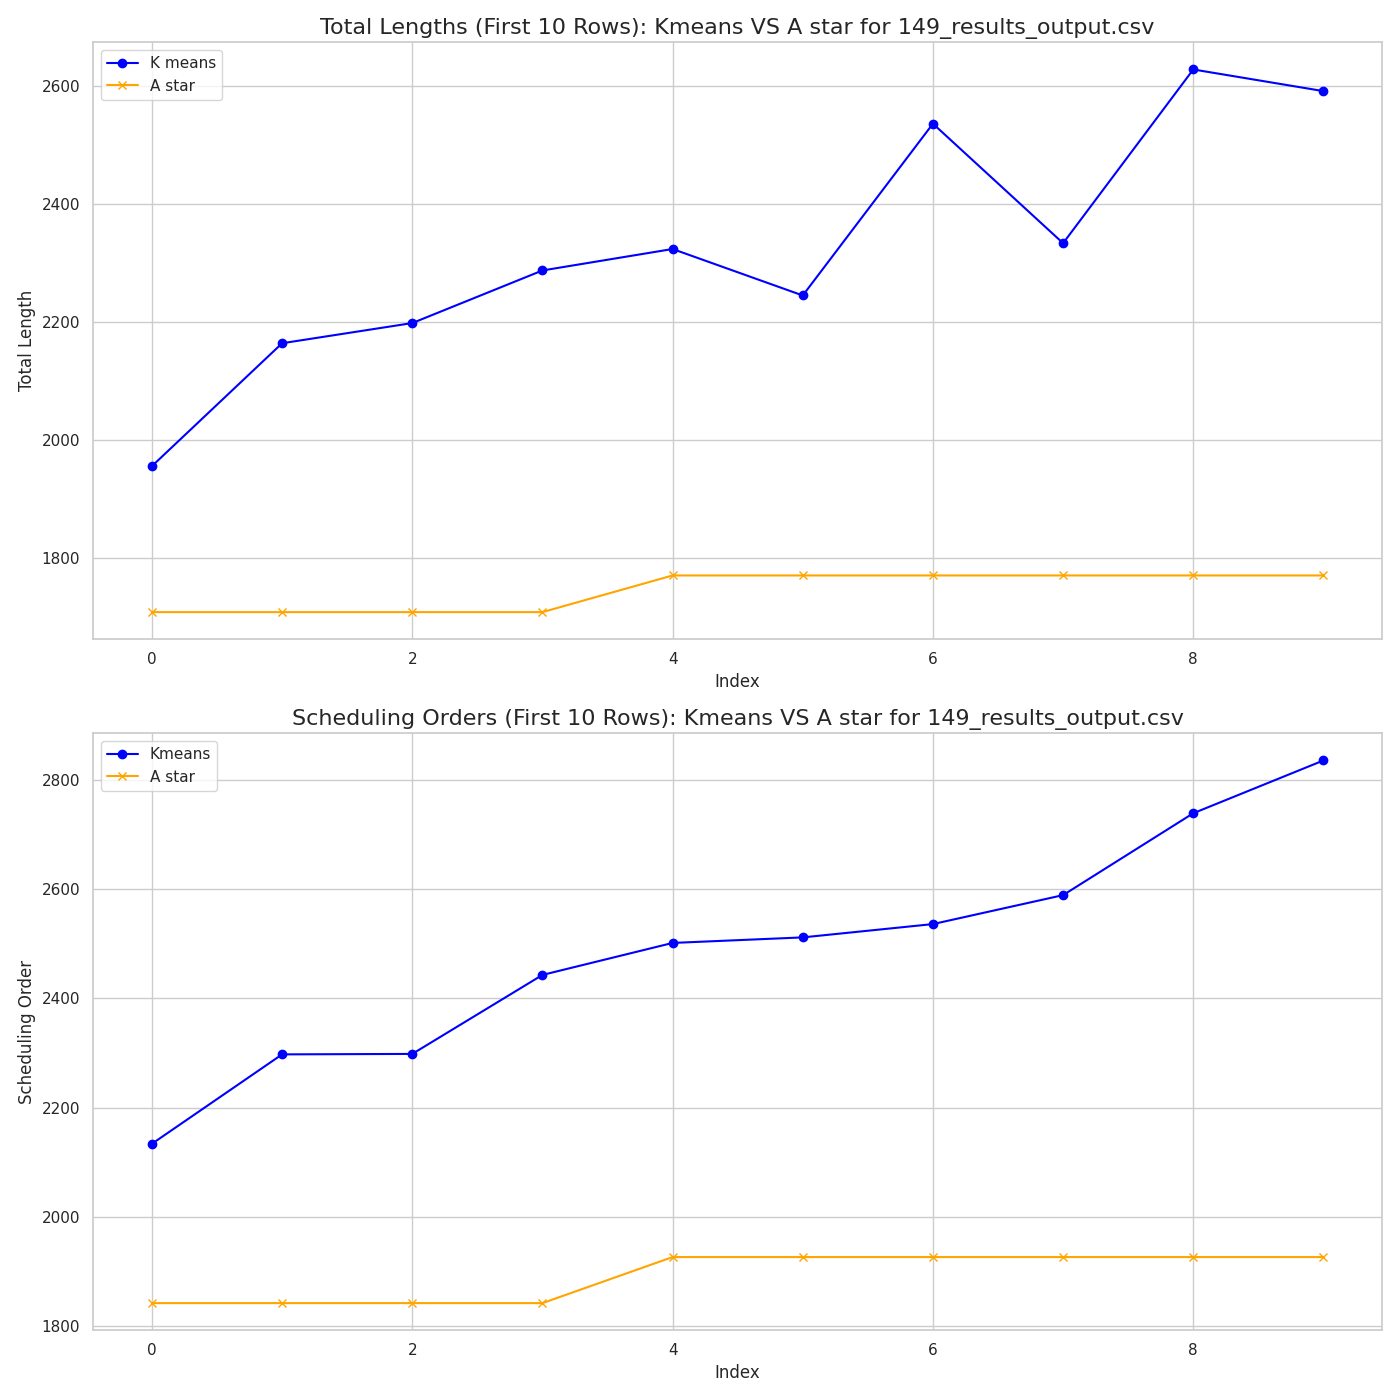 Total Lengths (First 10 Rows): Kmeans VS A star for 149_results_output.csv
K means
A star
2600
2400
2200
2000
1800
Total Length
0 2 4 6 8
Index
Scheduling Orders (First 10 Rows): Kmeans VS A star for 149_results_output.csv
Kmeans
A star
2800
2600
2400
2200
2000
1800
Scheduling Order
0 2 4 6 8
Index